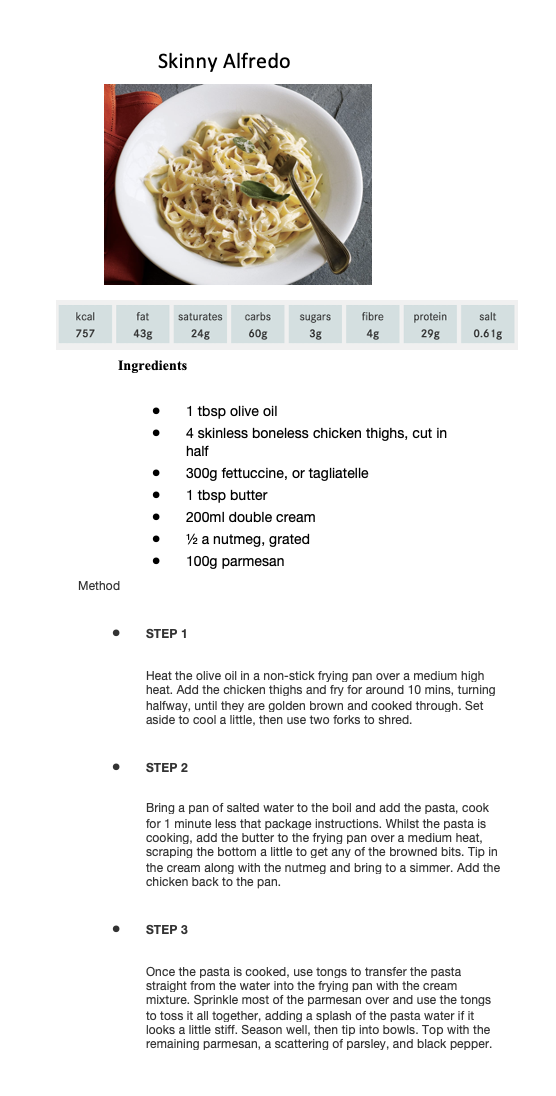 Skinny Alfredo
kcal fat saturates carbs sugars fibre protein salt
757 43g 24g 60g 3g 4g 29g 0.61g
Ingredients
● 1 tbsp olive oil
● 4 skinless boneless chicken thighs, cut in
half
● 300g fettuccine, or tagliatelle
● 1 tbsp butter
● 200ml double cream
● ½ a nutmeg, grated
● 100g parmesan
Method
● STEP 1
Heat the olive oil in a non-stick frying pan over a medium high
heat. Add the chicken thighs and fry for around 10 mins, turning
halfway, until they are golden brown and cooked through. Set
aside to cool a little, then use two forks to shred.
● STEP 2
Bring a pan of salted water to the boil and add the pasta, cook
for 1 minute less that package instructions. Whilst the pasta is
cooking, add the butter to the frying pan over a medium heat,
scraping the bottom a little to get any of the browned bits. Tip in
the cream along with the nutmeg and bring to a simmer. Add the
chicken back to the pan.
● STEP 3
Once the pasta is cooked, use tongs to transfer the pasta
straight from the water into the frying pan with the cream
mixture. Sprinkle most of the parmesan over and use the tongs
to toss it all together, adding a splash of the pasta water if it
looks a little stiff. Season well, then tip into bowls. Top with the
remaining parmesan, a scattering of parsley, and black pepper.